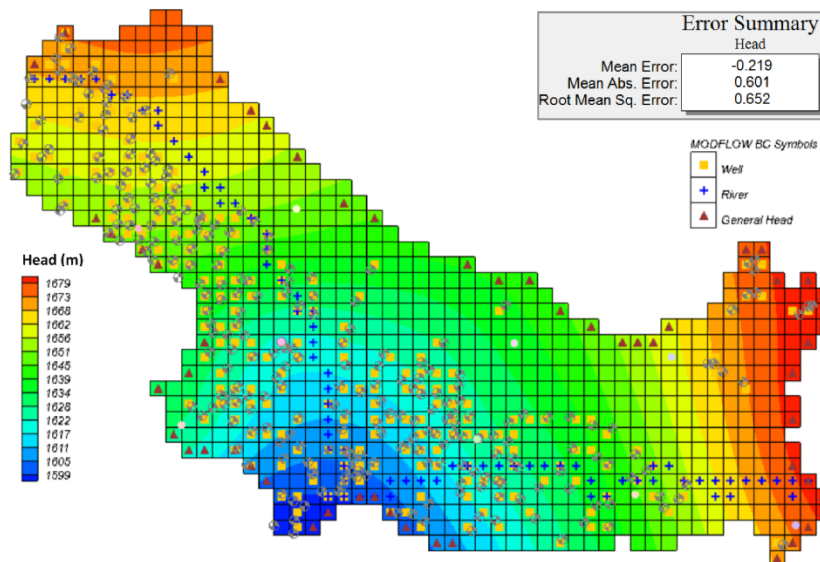 Error Summary
Head
Mean Error: -0.219
Mean Abs. Error: 0.601
Root Mean Sq. Error: 0.652
MODFLOW BC Symbols
Well
River
General Head
Head (m)
1679
1673
1668
1662
1656
1651
1645
1639
1634
1628
1622
1617
1611
1605
1599